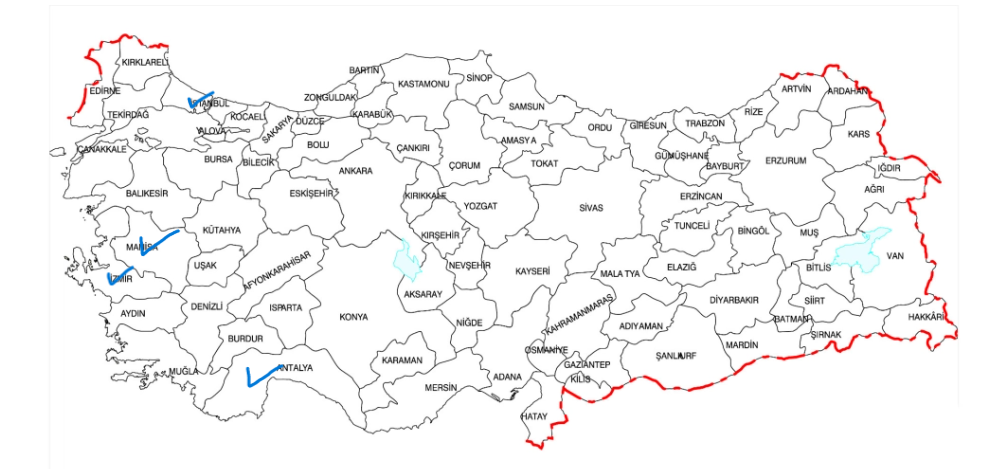 KIRKLARELİ
EDİRNE
TEKİRDAĞ
İSTANBUL
KOCAELİ
YALOVA
SAKARYA
DÜZCE
ZONGULDAK
BARTIN
KARABÜK
KASTAMONU
SİNOP
SAMSUN
ORDU
GİRESUN
TRABZON
RİZE
ARTVİN
ARDAHAN
KARS
IĞDIR
AĞRI
ÇANAKKALE
BURSA
BİLECİK
BOLU
ÇANKIRI
ÇORUM
AMASYA
TOKAT
GÜMÜŞHANE
BAYBURT
ERZURUM
ERZİNCAN
BALIKESİR
ESKİŞEHİR
ANKARA
KIRIKKALE
YOZGAT
SİVAS
TUNCELİ
BİNGÖL
MUŞ
VAN
BİTLİS
MANİSA
KÜTAHYA
UŞAK
AFYONKARAHİSAR
KIRŞEHİR
NEVŞEHİR
KAYSERİ
MALA TYA
ELAZIĞ
DİYARBAKIR
SİİRT
BATMAN
ŞIRNAK
HAKKÂRİ
İZMİR
AYDIN
DENİZLİ
ISPARTA
BURDUR
KONYA
AKSARAY
NİĞDE
KAHRAMANMARAŞ
ADIYAMAN
ŞANLIURF
MARDİN
MUĞLA
ANTALYA
KARAMAN
MERSİN
ADANA
OSMANİYE
GAZİANTEP
KİLİS
HATAY